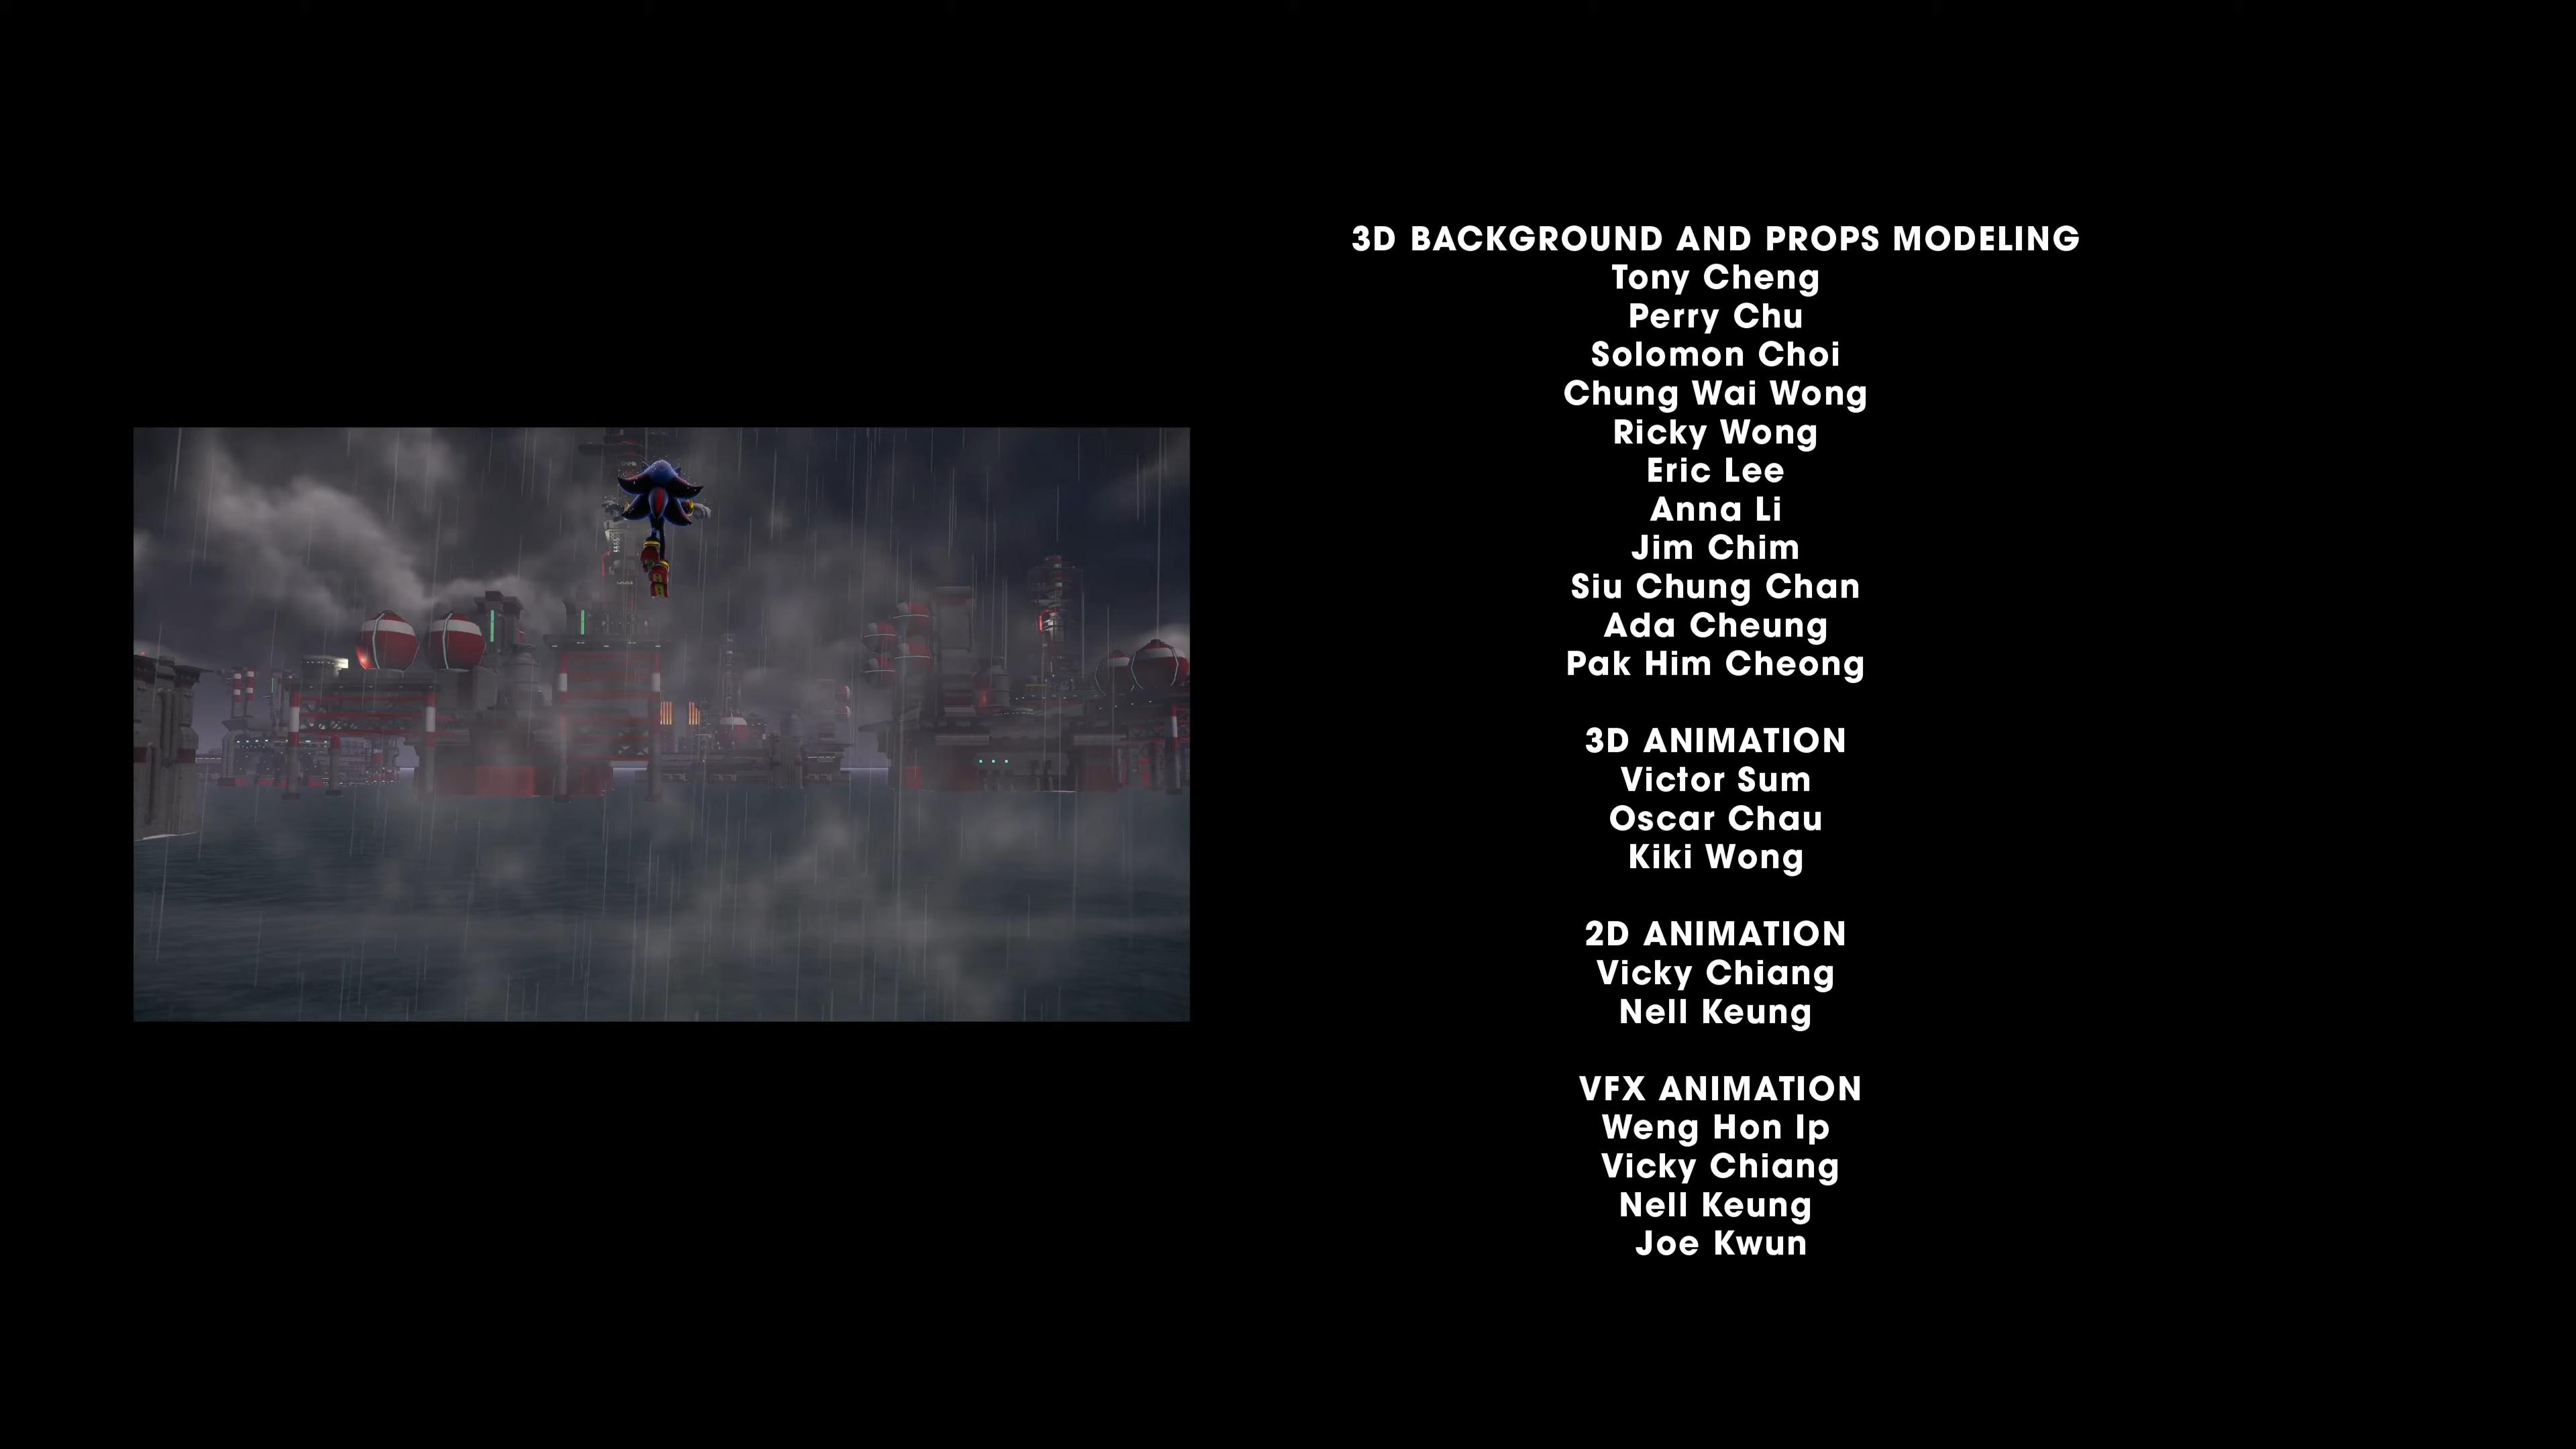 3D BACKGROUND AND PROPS MODELING
Tony Cheng
Perry Chu
Solomon Choi
Chung Wai Wong
Ricky Wong
Eric Lee
Anna Li
Jim Chim
Siu Chung Chan
Ada Cheung
Pak Him Cheong
3D ANIMATION
Victor Sum
Oscar Chau
Kiki Wong
2D ANIMATION
Vicky Chiang
Nell Keung
VFX ANIMATION
Weng Hon Ip
Vicky Chiang
Nell Keung
Joe Kwun